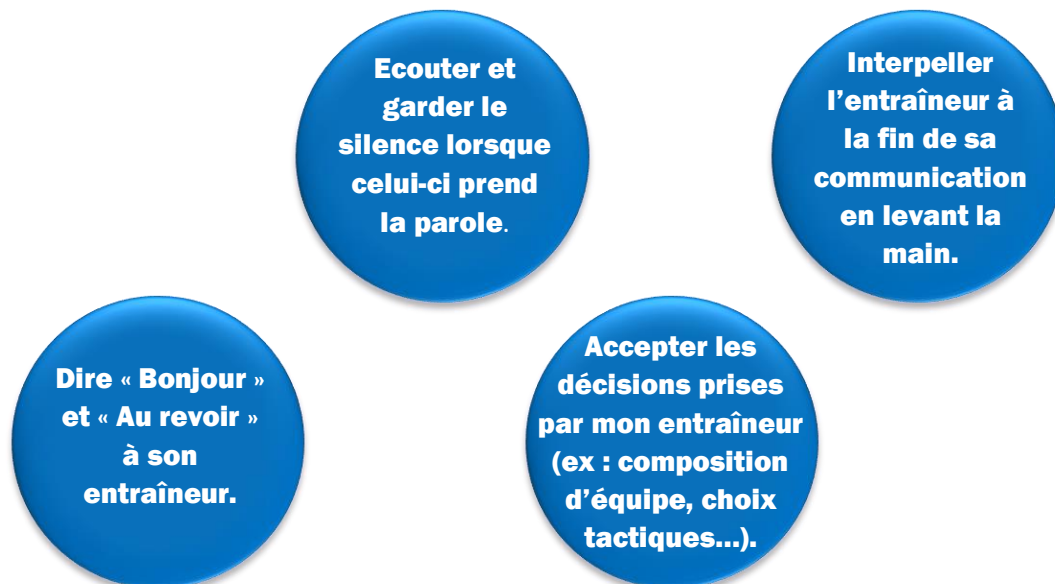 Ecouter et
garder le
silence lorsque
celui-ci prend
la parole.
Interpeller
l’entraîneur à
la fin de sa
communication
en levant la
main.
Dire « Bonjour »
et « Au revoir »
à son
entraîneur.
Accepter les
décisions prises
par mon entraîneur
(ex : composition
d’équipe, choix
tactiques…).